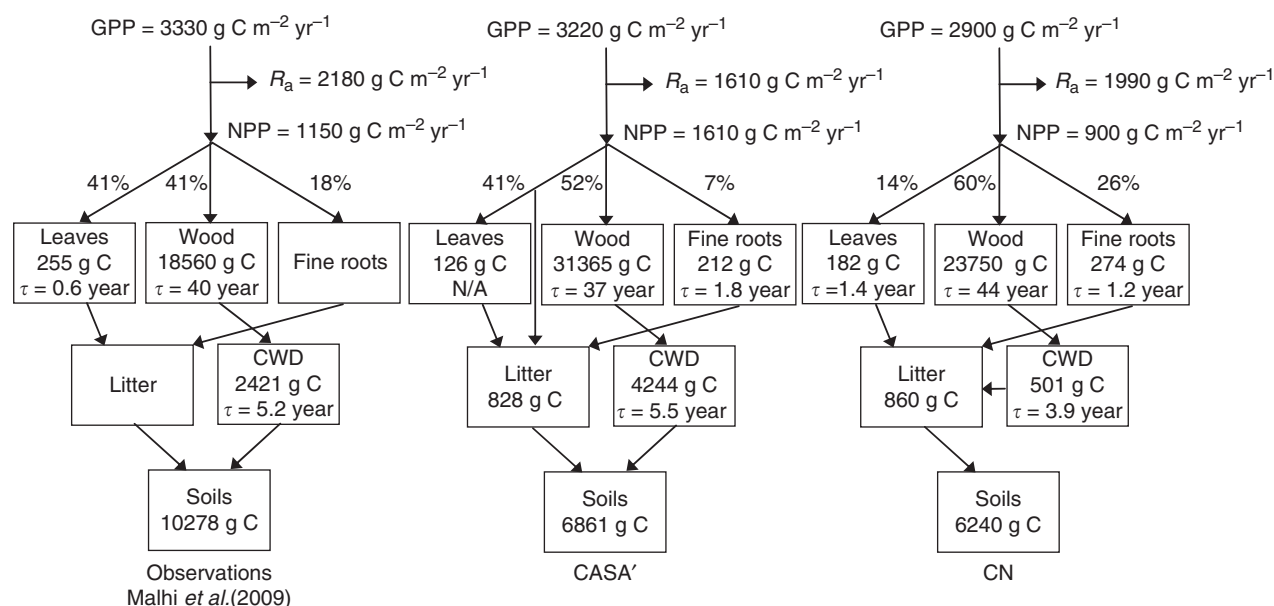 GPP = 3330 g C m⁻² yr⁻¹
Rₐ = 2180 g C m⁻² yr⁻¹
NPP = 1150 g C m⁻² yr⁻¹
41%
41%
18%
Leaves
255 g C
τ = 0.6 year
Wood
18560 g C
τ = 40 year
Fine roots
Litter
CWD
2421 g C
τ = 5.2 year
Soils
10278 g C
Observations
Malhi et al.(2009)
GPP = 3220 g C m⁻² yr⁻¹
Rₐ = 1610 g C m⁻² yr⁻¹
NPP = 1610 g C m⁻² yr⁻¹
41%
52%
7%
Leaves
126 g C
N/A
Wood
31365 g C
τ = 37 year
Fine roots
212 g C
τ = 1.8 year
Litter
828 g C
CWD
4244 g C
τ = 5.5 year
Soils
6861 g C
CASA′
GPP = 2900 g C m⁻² yr⁻¹
Rₐ = 1990 g C m⁻² yr⁻¹
NPP = 900 g C m⁻² yr⁻¹
14%
60%
26%
Leaves
182 g C
τ =1.4 year
Wood
23750 g C
τ = 44 year
Fine roots
274 g C
τ = 1.2 year
Litter
860 g C
CWD
501 g C
τ = 3.9 year
Soils
6240 g C
CN